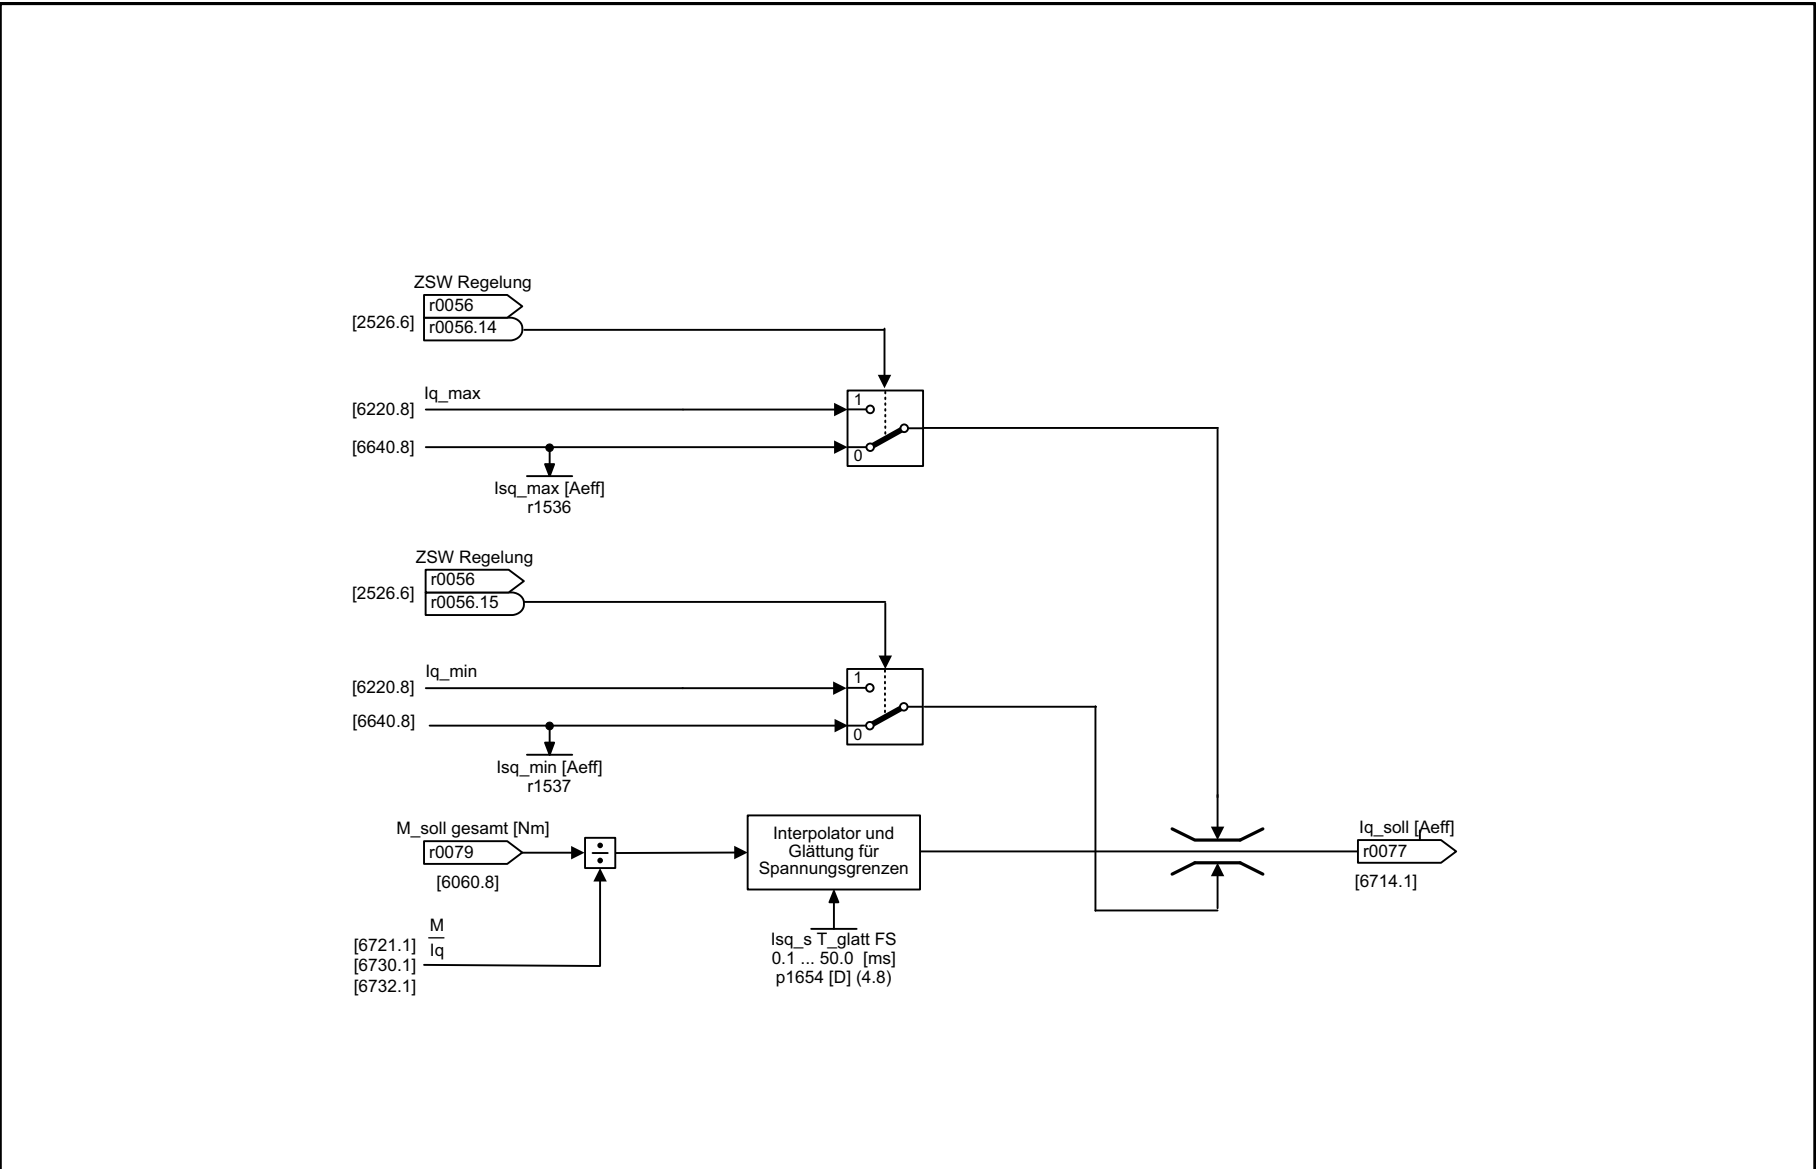 ZSW Regelung
r0056
[2526.6]
r0056.14
Iq_max
[6220.8]
1
[6640.8]
0
Isq_max [Aeff]
r1536
ZSW Regelung
r0056
[2526.6]
r0056.15
Iq_min
[6220.8]
1
[6640.8]
0
Isq_min [Aeff]
r1537
M_soll gesamt [Nm]
r0079
[6060.8]
÷
Interpolator und
Glättung für
Spannungsgrenzen
Iq_soll [Aeff]
r0077
[6714.1]
M
Iq
[6721.1]
[6730.1]
[6732.1]
Isq_s T_glatt FS
0.1 ... 50.0 [ms]
p1654 [D] (4.8)